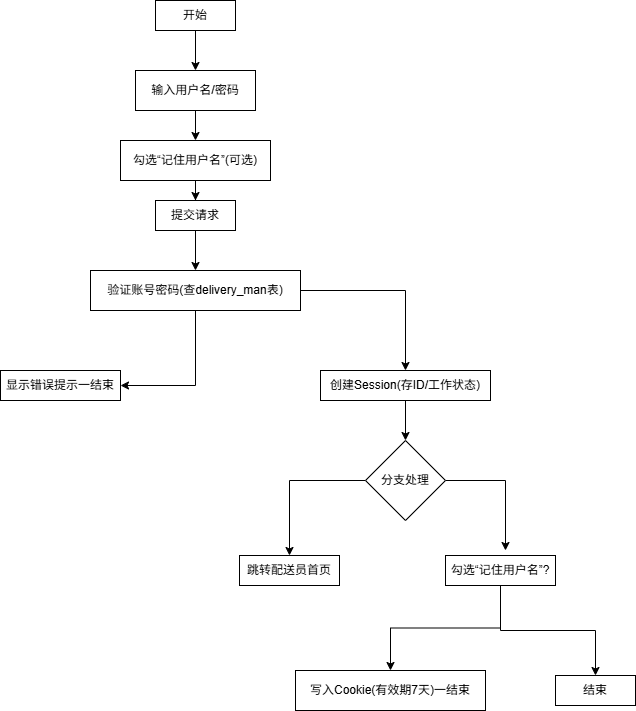 开始
输入用户名/密码
勾选“记住用户名”(可选)
提交请求
验证账号密码(查delivery_man表)
显示错误提示一结束
创建Session(存ID/工作状态)
分支处理
跳转配送员首页
勾选“记住用户名”?
写入Cookie(有效期7天)一结束
结束